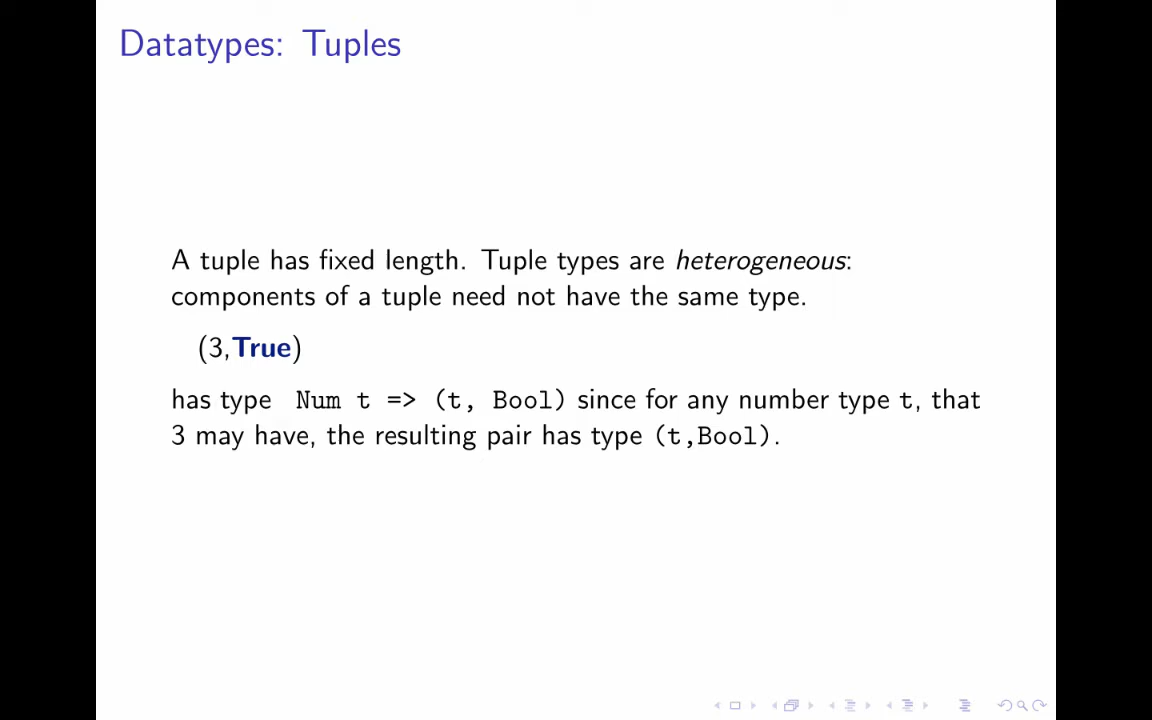 Datatypes: Tuples
A tuple has fixed length. Tuple types are heterogeneous:
components of a tuple need not have the same type.
(3,True)
has type Num t => (t, Bool) since for any number type t, that
3 may have, the resulting pair has type (t,Bool).